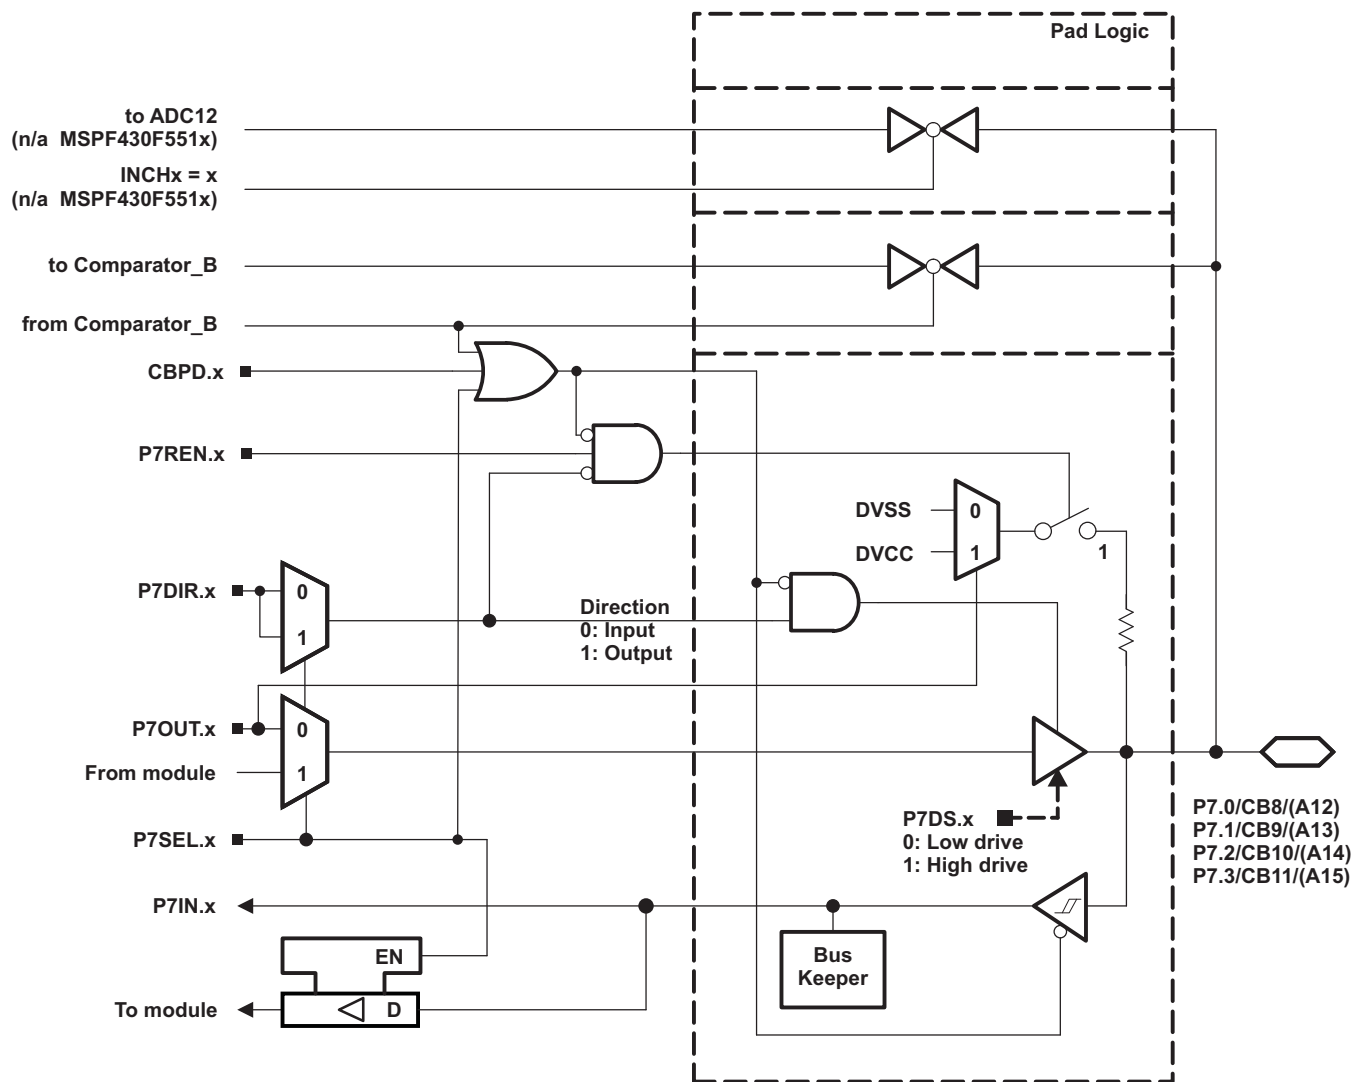 Pad Logic
to ADC12
(n/a MSPF430F551x)
INCHx = x
(n/a MSPF430F551x)
to Comparator_B
from Comparator_B
CBPD.x
P7REN.x
DVSS
0
DVCC
1
1
P7DIR.x
0
1
Direction
0: Input
1: Output
P7OUT.x
0
From module
1
P7DS.x
0: Low drive
1: High drive
P7.0/CB8/(A12)
P7.1/CB9/(A13)
P7.2/CB10/(A14)
P7.3/CB11/(A15)
P7SEL.x
P7IN.x
EN
Bus
Keeper
To module
D